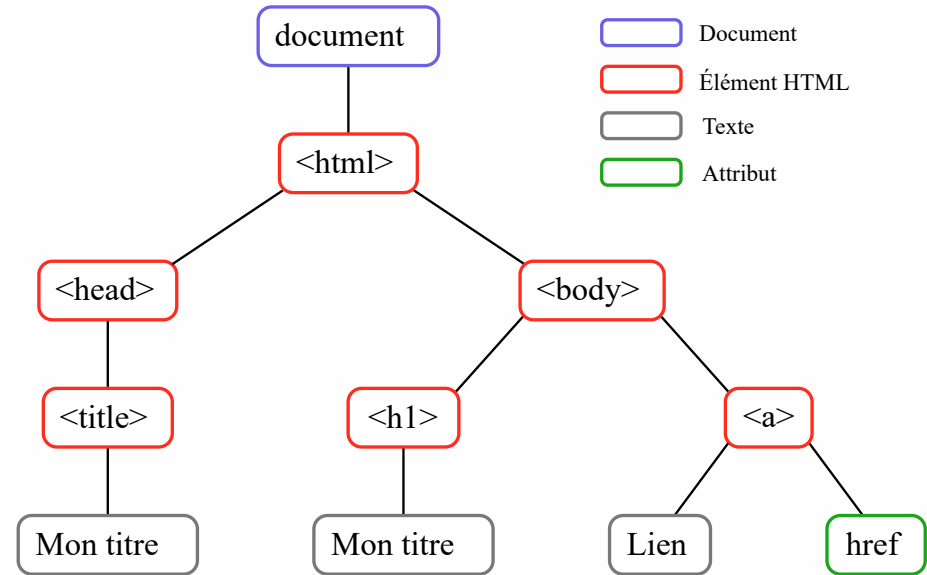 document
Document
Élément HTML
Texte
Attribut
<html>
<head>
<body>
<title>
<h1>
<a>
Mon titre
Mon titre
Lien
href